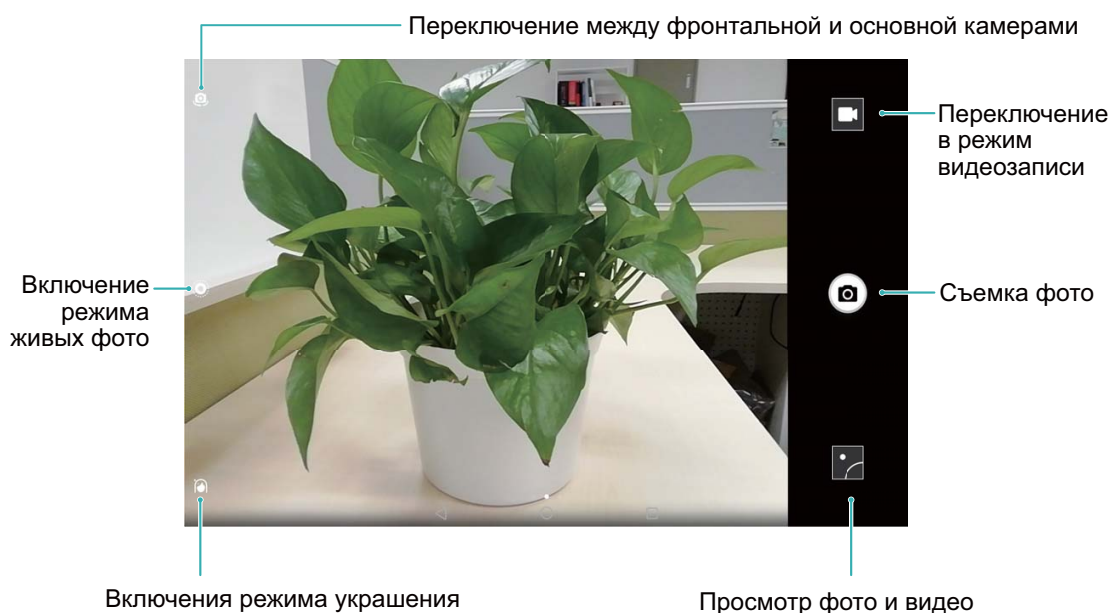 Переключение между фронтальной и основной камерами
Переключение
в режим
видеозаписи
Включение
режима
живых фото
Съемка фото
Включения режима украшения
Просмотр фото и видео